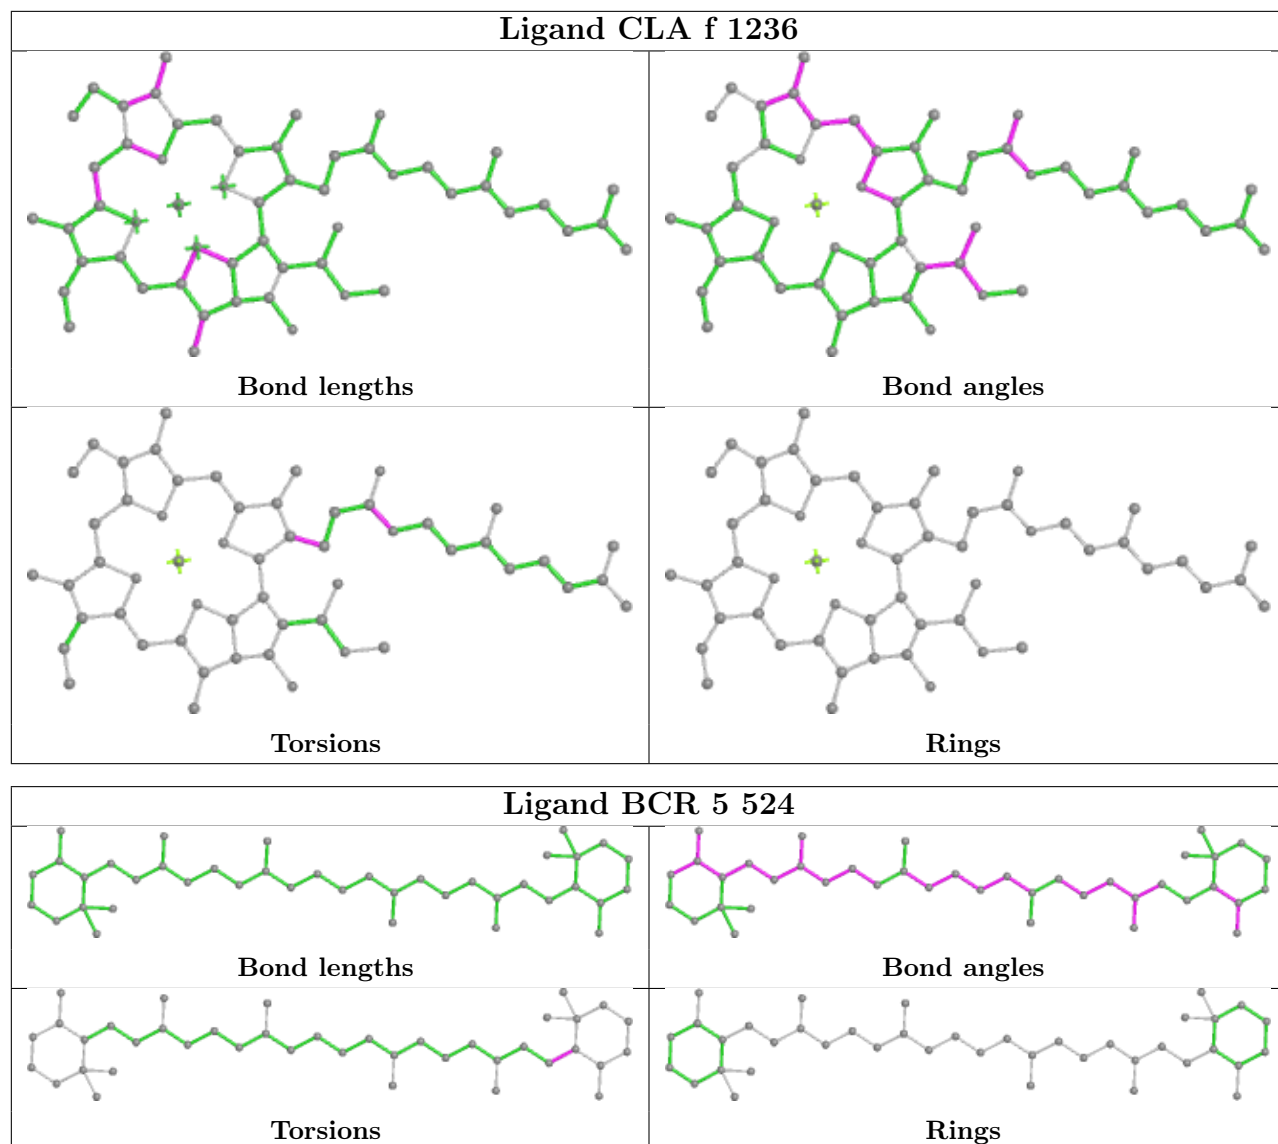 Ligand CLA f 1236
Bond lengths
Bond angles
Torsions
Rings
Ligand BCR 5 524
Bond lengths
Bond angles
Torsions
Rings